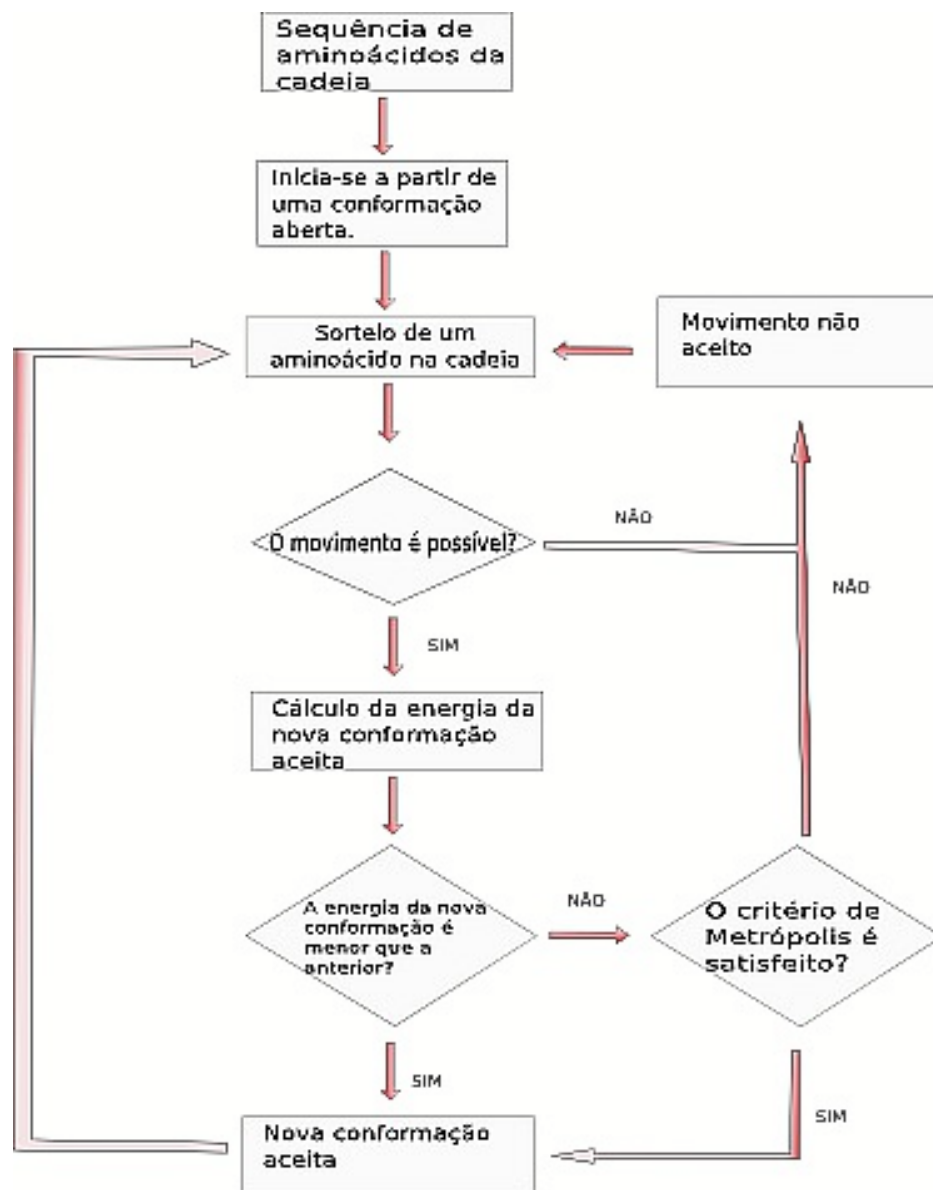 Sequência de
aminoácidos da
cadeia
Inicia-se a partir de
uma conformação
aberta.
Sorteio de um
aminoácido na cadeia
Movimento não
aceito
O movimento é possível?
NÃO
NÃO
SIM
Cálculo da energia da
nova conformação
aceita
A energia da nova
conformação é
menor que a
anterior?
NÃO
O critério de
Metrópolis é
satisfeito?
SIM
SIM
Nova conformação
aceita